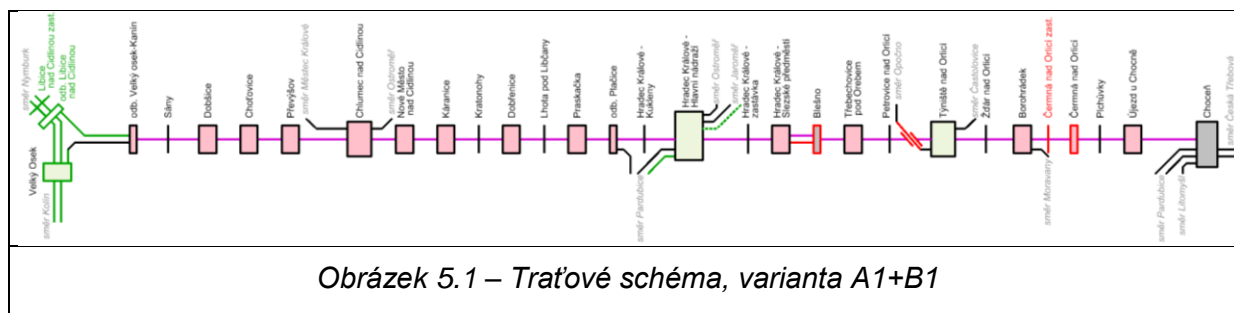 směr Nymburk
Libice
nad Cidlinou zast.
odb. Libice
nad Cidlinou
Velký Osek
směr Kolín
odb. Velký osek-Kanín
Sány
Dobšice
Choťovice
Převýšov
směr Městec Králové
Chlumec nad Cidlinou
směr Ostroměř
Nové Město
nad Cidlinou
Káranice
Kratonohy
Dobřenice
Lhota pod Libčany
Praskačka
odb. Plačice
Hradec Králové -
Kukleny
směr Pardubice
Hradec Králové -
Hlavní nádraží
směr Ostroměř
směr Jaroměř
Hradec Králové -
zastávka
Hradec Králové -
Slezské předměstí
Blešno
Třebechovice
pod Orebem
Petrovice nad Orlicí
směr Opočno
Týniště nad Orlicí
směr Častolovice
Žďár nad Orlicí
Borohrádek
směr Moravany
Čermná nad Orlicí zast.
Čermná nad Orlicí
Plchůvky
Újezd u Chocně
Choceň
směr Pardubice
směr Litomyšl
směr Česká Třebová
Obrázek 5.1 – Traťové schéma, varianta A1+B1